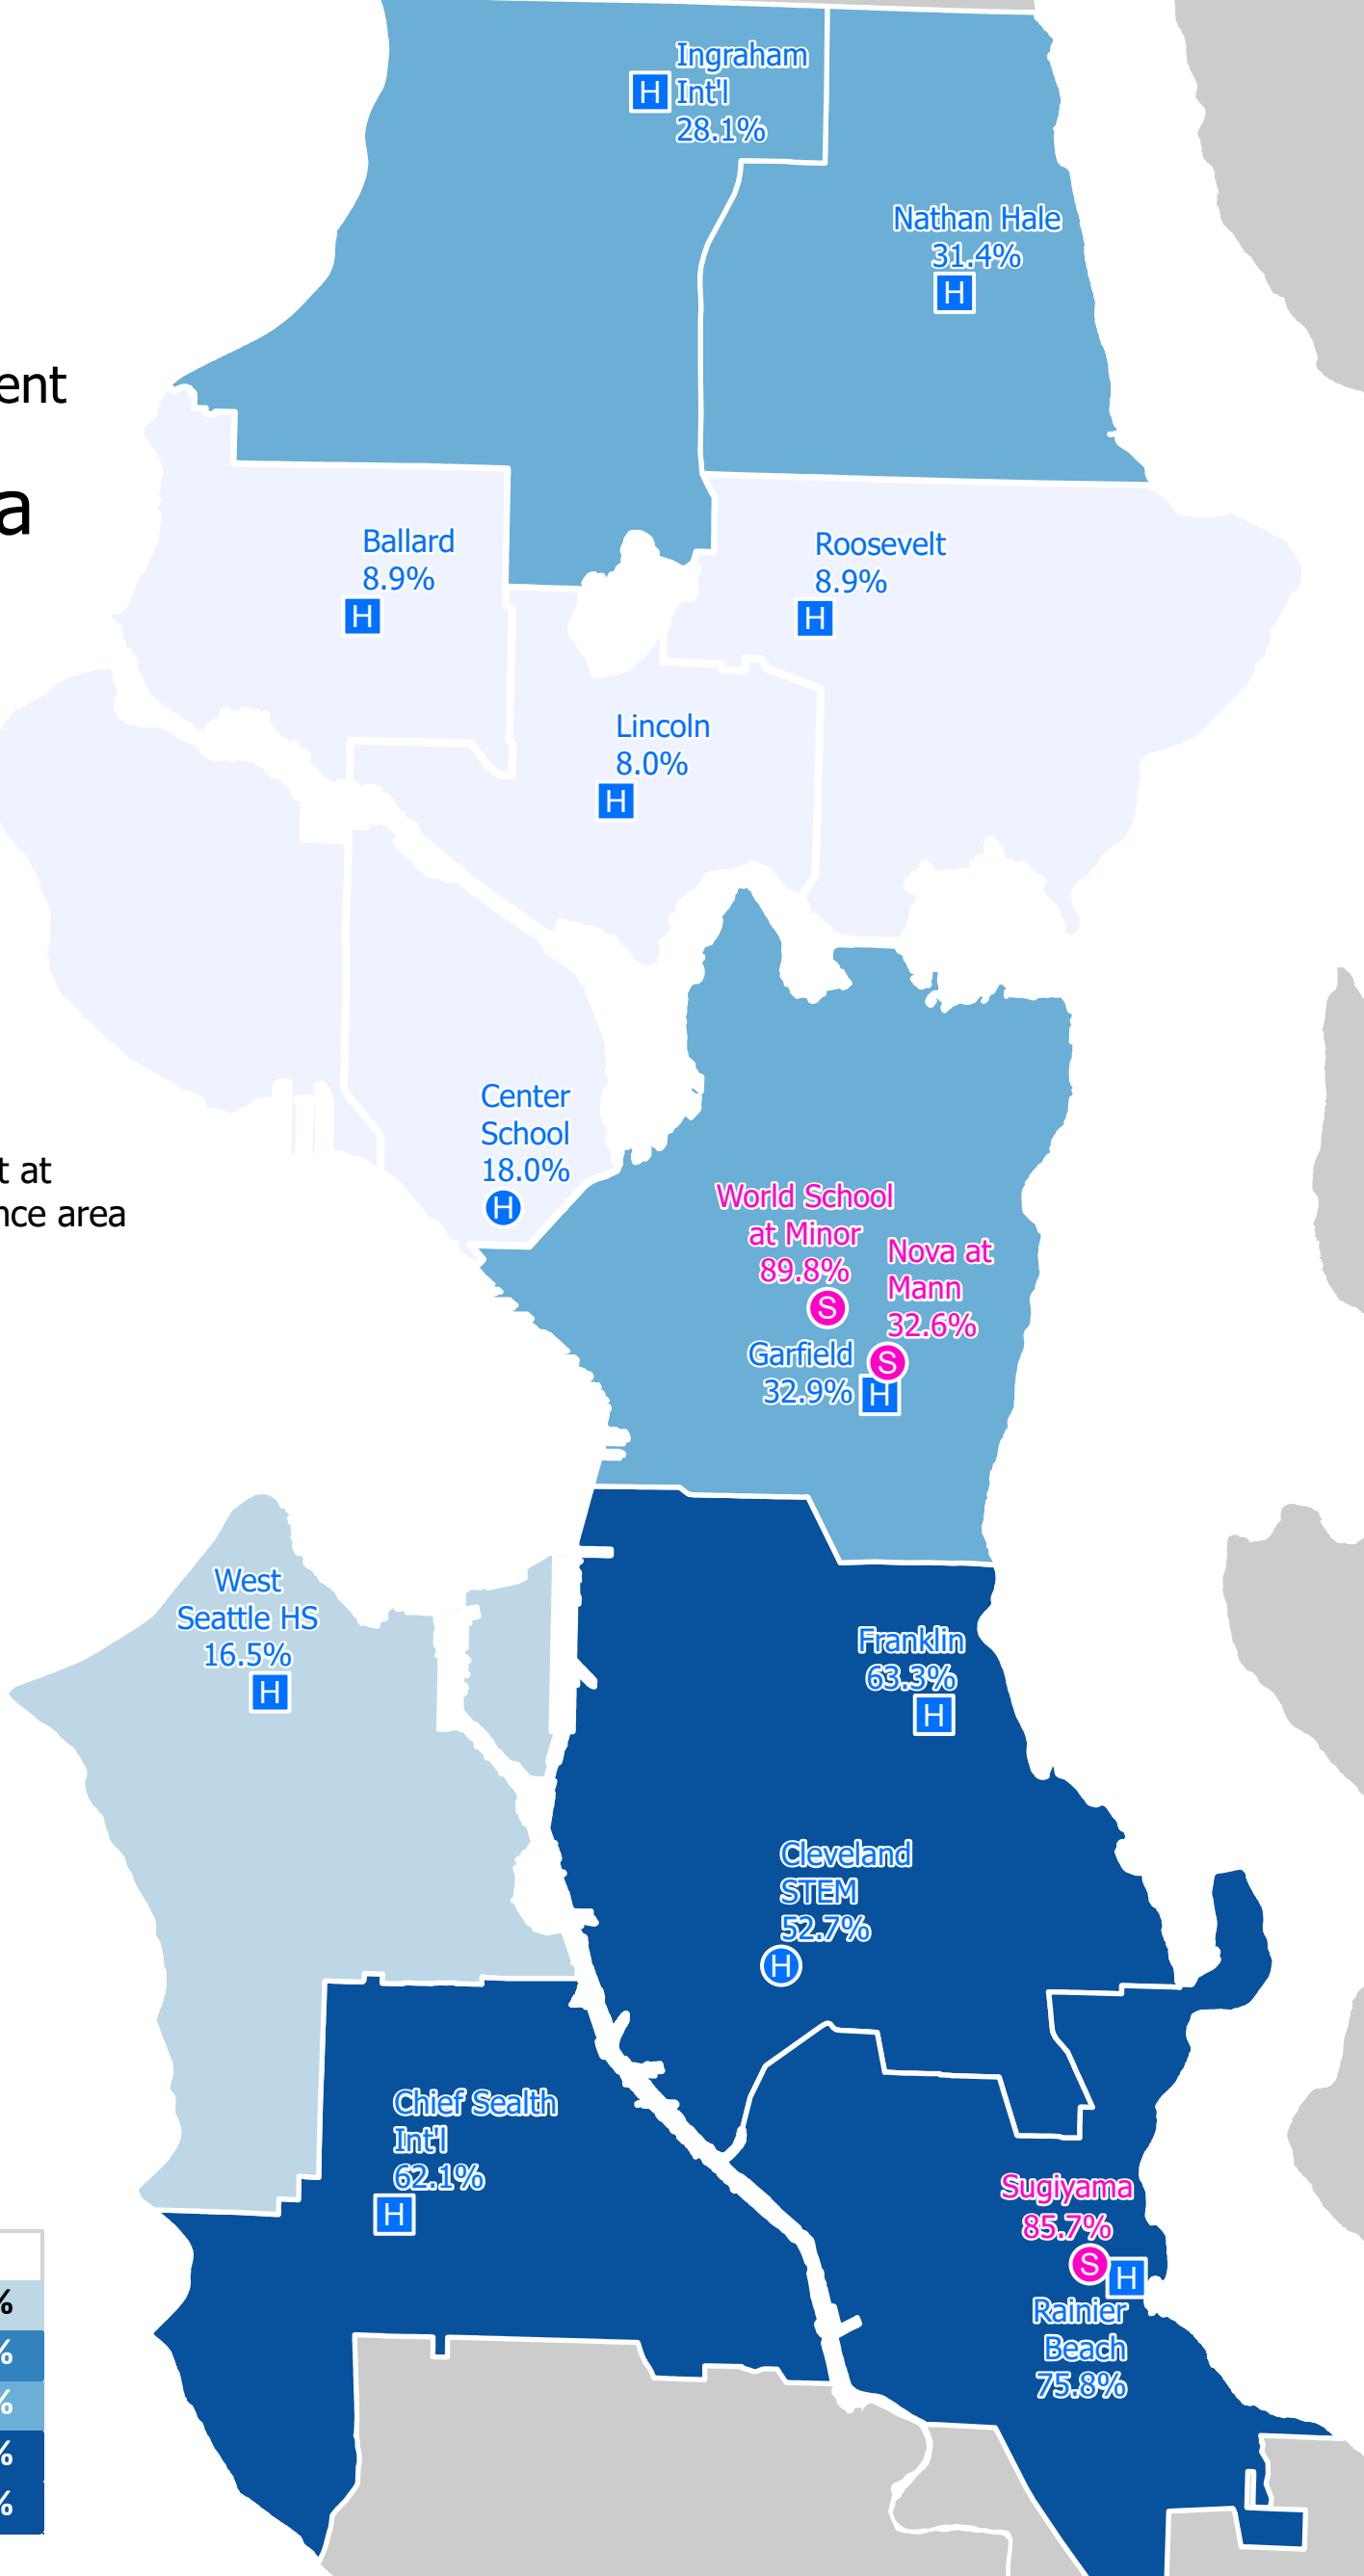 Ingraham
Int'l
28.1%
H
Nathan Hale
31.4%
H
ent
a
Ballard
8.9%
H
Roosevelt
8.9%
H
Lincoln
8.0%
H
Center
School
18.0%
H
t at
nce area
World School
at Minor
89.8%
S
Nova at
Mann
32.6%
S
Garfield
32.9%
H
West
Seattle HS
16.5%
H
Franklin
63.3%
H
Cleveland
STEM
52.7%
H
Chief Sealth
Int'l
62.1%
H
Sugiyama
85.7%
S
H
Rainier
Beach
75.8%
%
%
%
%
%